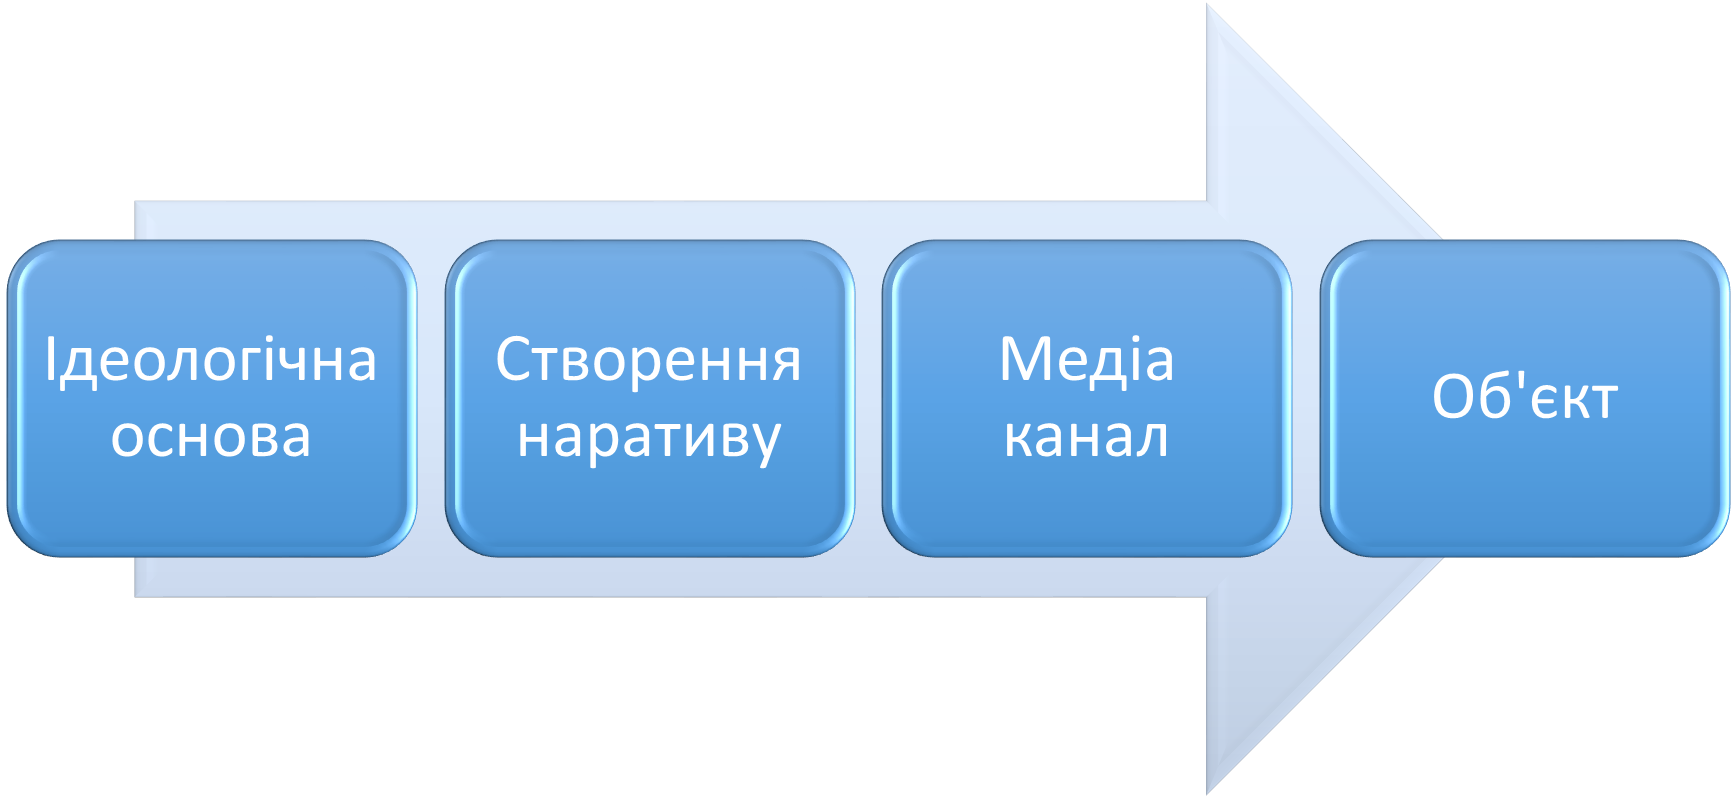 Ідеологічна
основа
Створення
наративу
Медіа
канал
Об'єкт